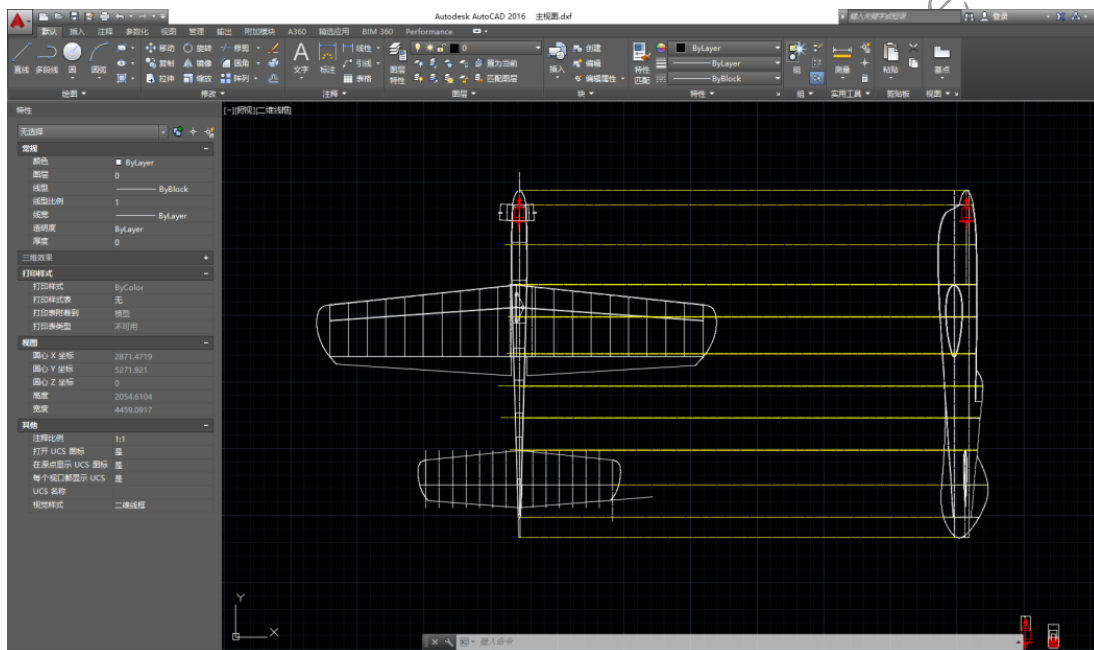 Autodesk AutoCAD 2016 主视图.dxf
键入关键字或短语
登录
默认 插入 注释 参数化 视图 管理 输出 附加模块 A360 精选应用 BIM 360 Performance
直线 多段线 圆 圆弧
移动 旋转 修剪
复制 镜像 圆角
拉伸 缩放 阵列
文字 标注
线性
引线
表格
图层特性
0
置为当前
匹配图层
插入
创建
编辑
编辑属性
特性匹配
ByLayer
ByLayer
ByBlock
组
测量
粘贴
基点
绘图 修改 注释 图层 块 特性 组 实用工具 剪贴板 视图
特性
[-][俯视][二维线框]
无选择
常规
颜色 ByLayer
图层 0
线型 ByBlock
线型比例 1
线宽 ByLayer
透明度 ByLayer
厚度 0
三维效果
打印样式
打印样式 ByColor
打印样式表 无
打印表附着到 模型
打印表类型 不可用
视图
圆心 X 坐标 2871.4719
圆心 Y 坐标 5271.921
圆心 Z 坐标 0
高度 2054.6104
宽度 4459.0917
其他
注释比例 1:1
打开 UCS 图标 是
在原点显示 UCS 图标 是
每个视口都显示 UCS 是
UCS 名称
视觉样式 二维线框
Y
X
键入命令